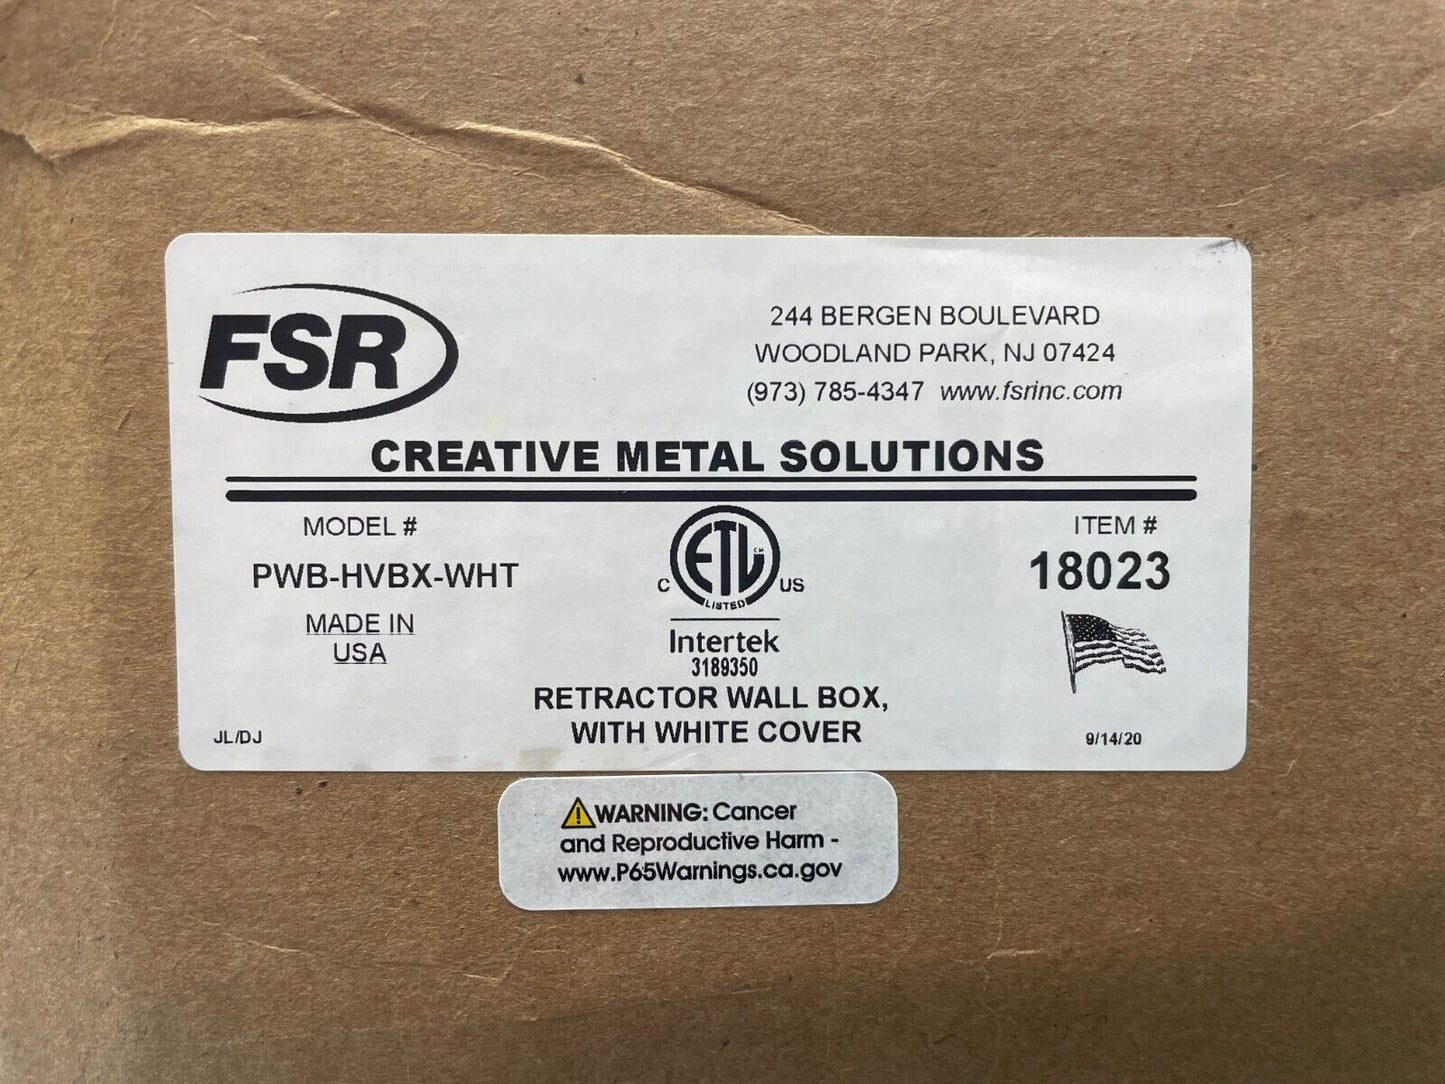 FSR
244 BERGEN BOULEVARD
WOODLAND PARK, NJ 07424
(973) 785-4347 www.fsrinc.com
CREATIVE METAL SOLUTIONS
MODEL #
PWB-HVBX-WHT
MADE IN
USA
ETL
CM
LISTED
C US
Intertek
3189350
ITEM #
18023
RETRACTOR WALL BOX,
WITH WHITE COVER
JL/DJ
9/14/20
WARNING: Cancer
and Reproductive Harm -
www.P65Warnings.ca.gov